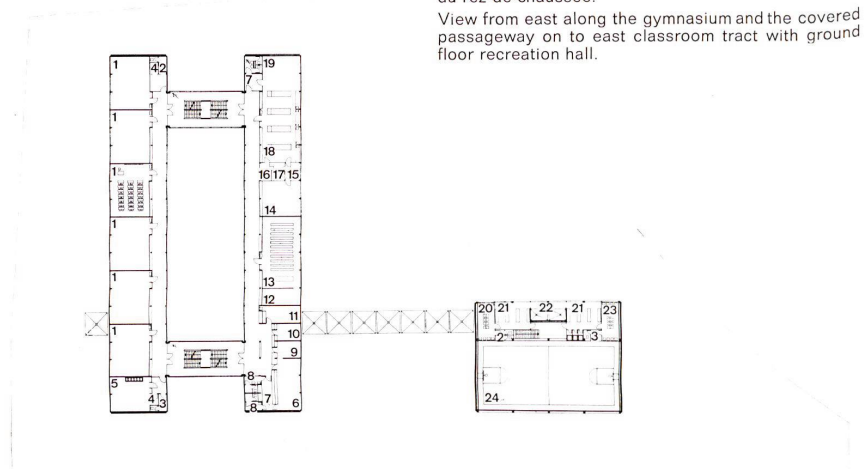 au rez-de-chaussée.
View from east along the gymnasium and the covered
passageway on to east classroom tract with ground
floor recreation hall.
1 4 2 19
7
1
18
1 16 17 15
14
1
1 13
12
11
1 10
9
5 8
4 3 8 7 6
20 21 22 21 23
2 3
24